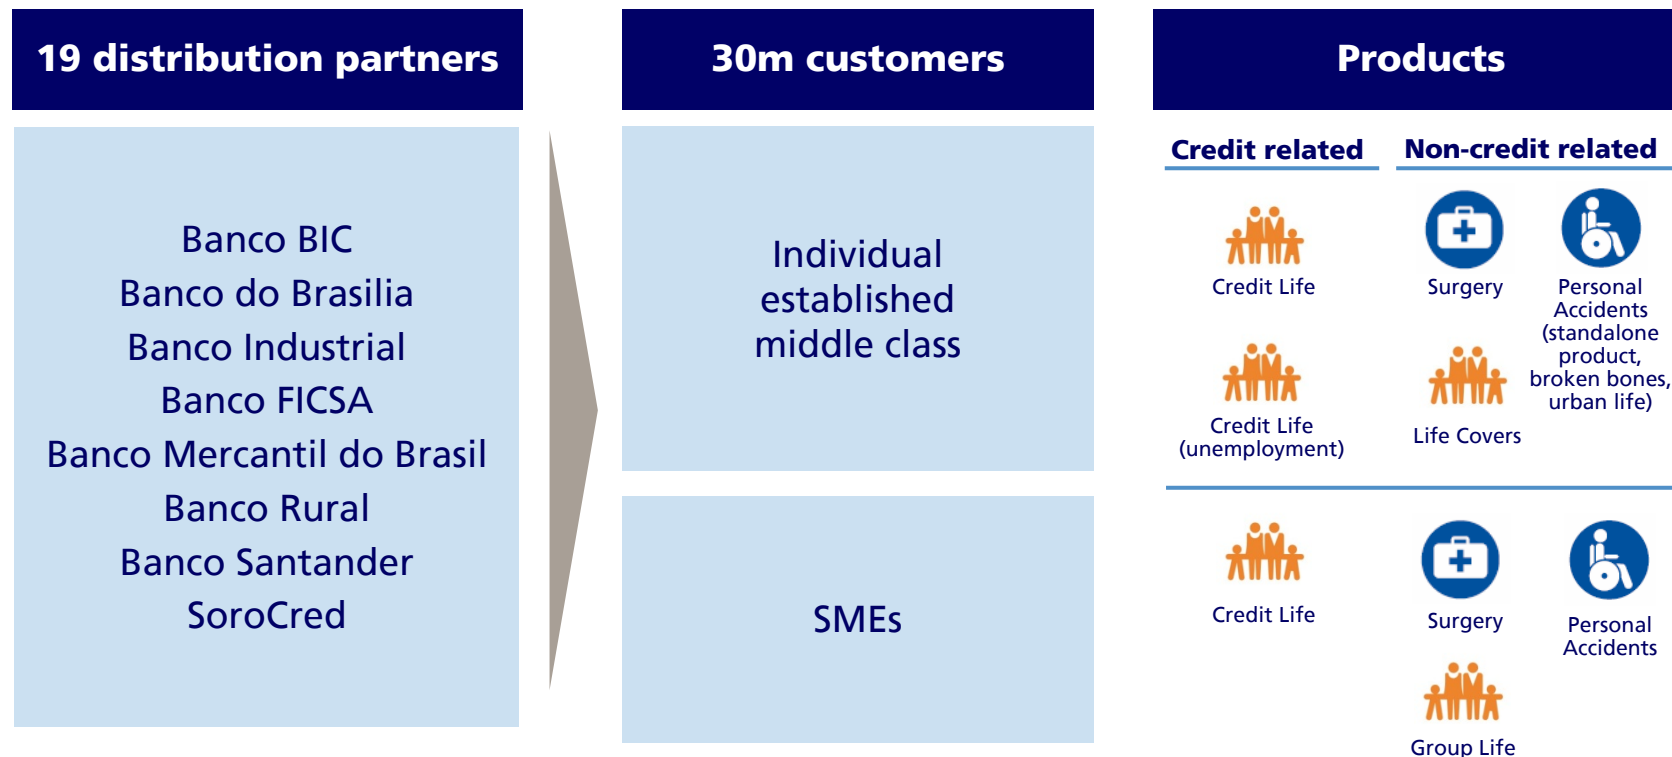 19 distribution partners
30m customers
Products
Banco BIC
Banco do Brasilia
Banco Industrial
Banco FICSA
Banco Mercantil do Brasil
Banco Rural
Banco Santander
SoroCred
Individual
established
middle class
SMEs
Credit related
Non-credit related
Credit Life
Surgery
Personal
Accidents
(standalone
product,
broken bones,
urban life)
Credit Life
(unemployment)
Life Covers
Credit Life
Surgery
Personal
Accidents
Group Life